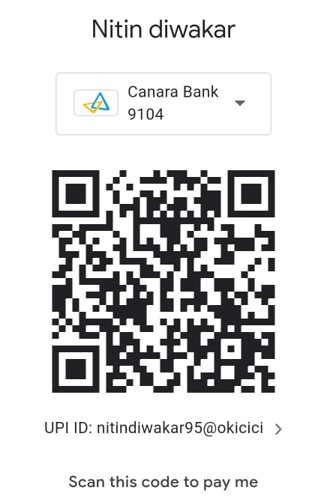 Nitin diwakar
Canara Bank
9104
UPI ID: nitindiwakar95@okicici
Scan this code to pay me